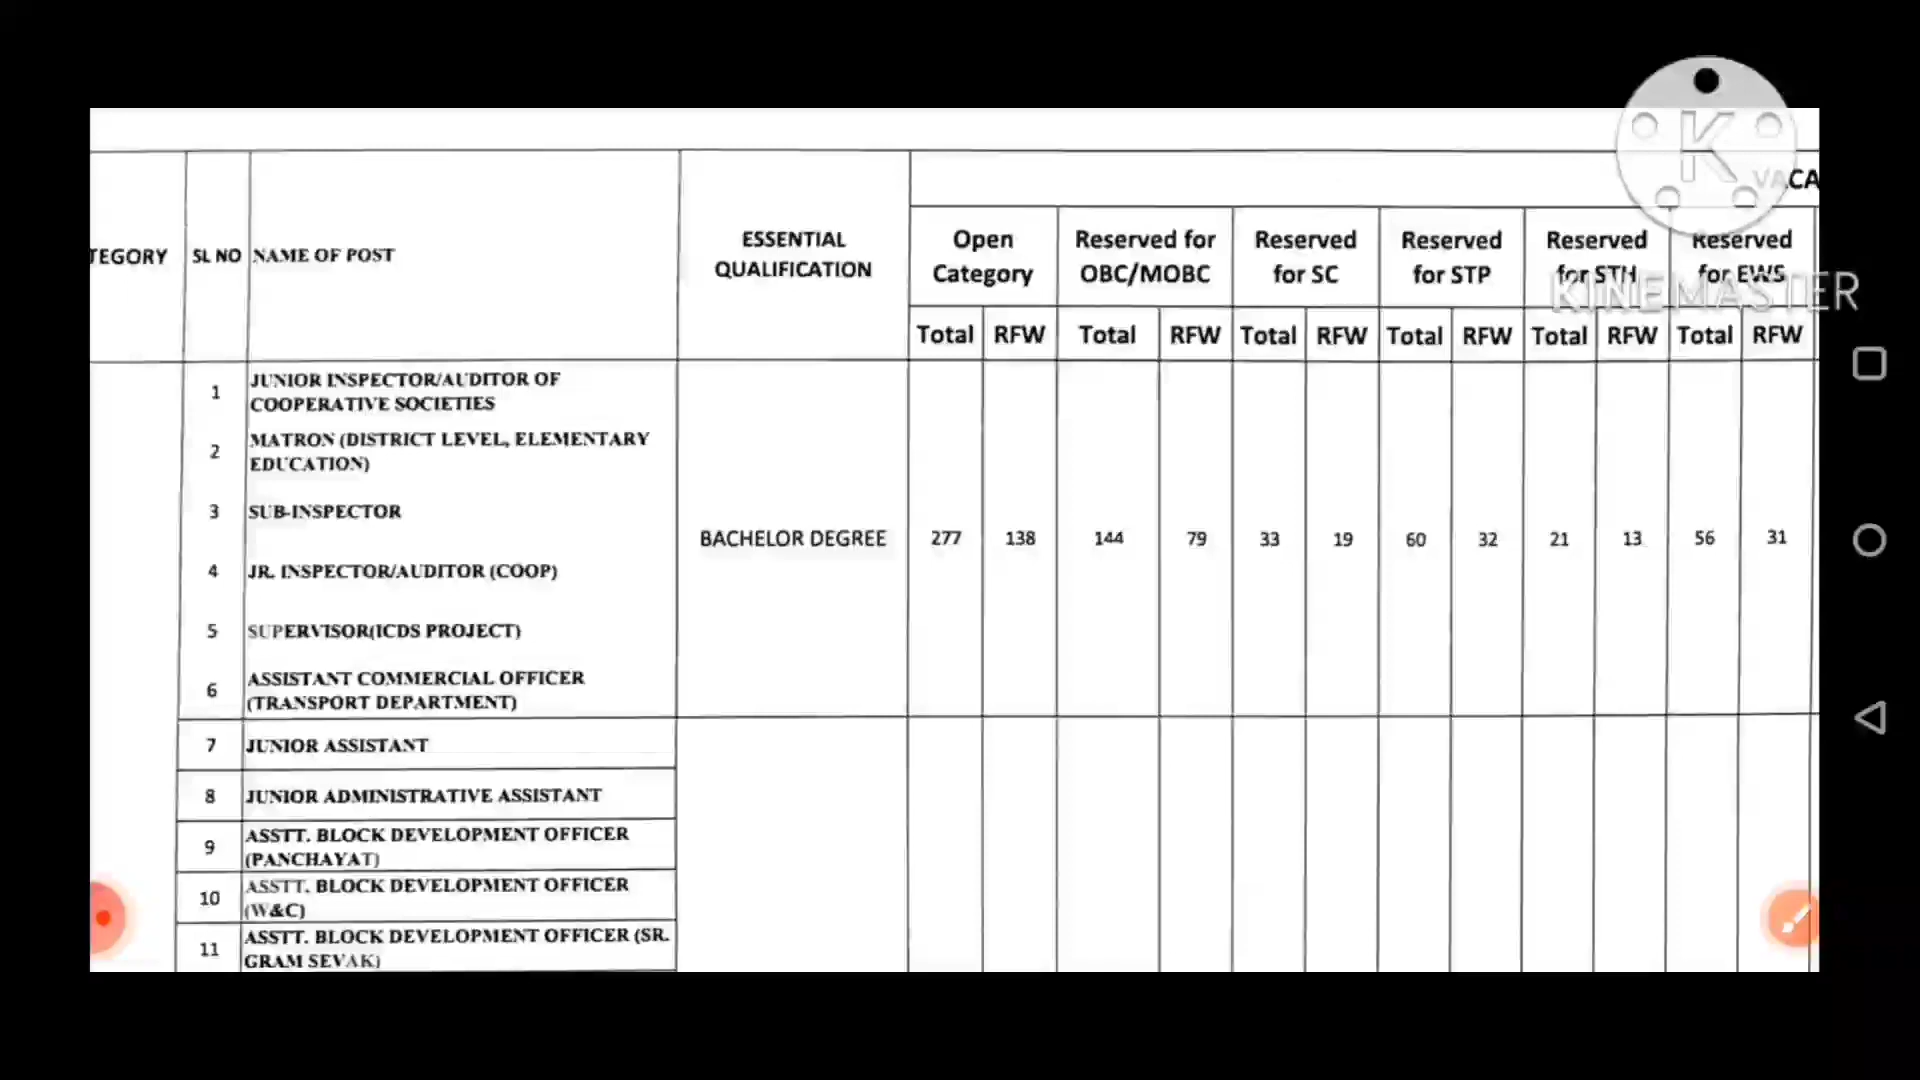 VACA
TEGORY SL NO NAME OF POST ESSENTIAL QUALIFICATION Open Category Reserved for OBC/MOBC Reserved for SC Reserved for STP Reserved for STH Reserved for EWS
Total RFW Total RFW Total RFW Total RFW Total RFW Total RFW
1 JUNIOR INSPECTOR/AUDITOR OF
COOPERATIVE SOCIETIES
2 MATRON (DISTRICT LEVEL, ELEMENTARY
EDUCATION)
3 SUB-INSPECTOR
BACHELOR DEGREE 277 138 144 79 33 19 60 32 21 13 56 31
4 JR. INSPECTOR/AUDITOR (COOP)
5 SUPERVISOR(ICDS PROJECT)
6 ASSISTANT COMMERCIAL OFFICER
(TRANSPORT DEPARTMENT)
7 JUNIOR ASSISTANT
8 JUNIOR ADMINISTRATIVE ASSISTANT
9 ASSTT. BLOCK DEVELOPMENT OFFICER
(PANCHAYAT)
10 ASSTT. BLOCK DEVELOPMENT OFFICER
(W&C)
11 ASSTT. BLOCK DEVELOPMENT OFFICER (SR.
GRAM SEVAK)
K
KINEMASTER